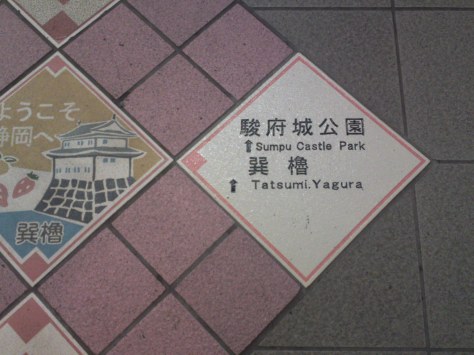 ようこそ
静岡へ
巽櫓
駿府城公園
↑Sumpu Castle Park
巽櫓
↑ Tatsumi.Yagura